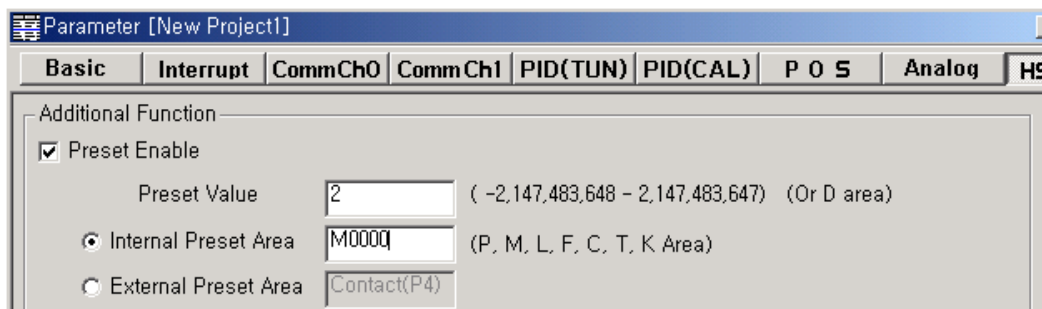 Parameter [New Project1]
Basic Interrupt CommCh0 CommCh1 PID(TUN) PID(CAL) P O S Analog HS
Additional Function
Preset Enable
Preset Value 2 ( -2,147,483,648 - 2,147,483,647) (Or D area)
Internal Preset Area M0000 (P, M, L, F, C, T, K Area)
External Preset Area Contact(P4)